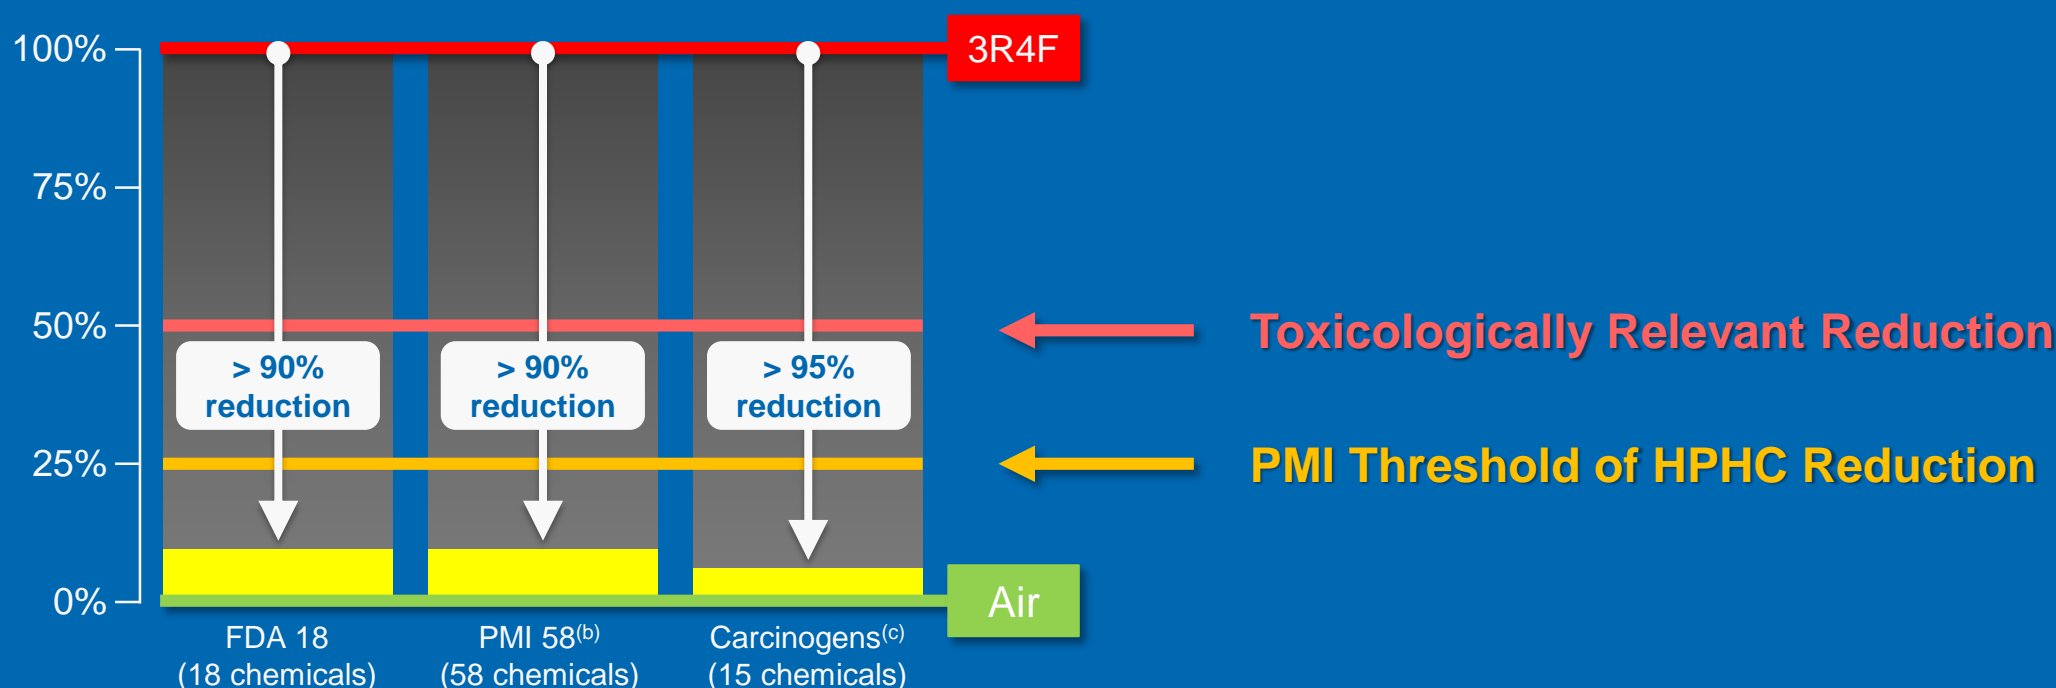 100%
75%
50%
25%
0%
3R4F
> 90%
reduction
> 90%
reduction
> 95%
reduction
Toxicologically Relevant Reduction
PMI Threshold of HPHC Reduction
Air
FDA 18
(18 chemicals)
PMI 58(b)
(58 chemicals)
Carcinogens(c)
(15 chemicals)